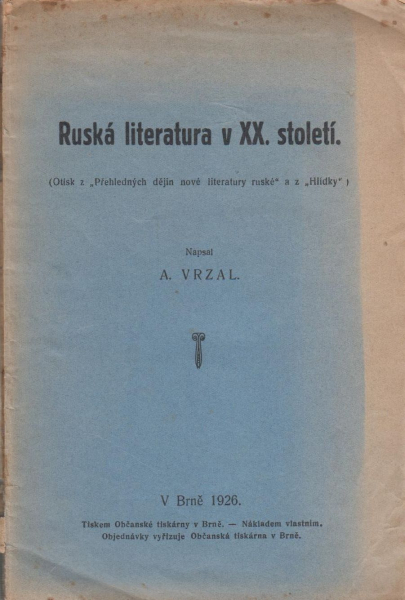 Ruská literatura v XX. století.
(Otisk z „Přehledných dějin nové literatury ruské“ a z „Hlídky“)
Napsal
A. VRZAL.
V Brně 1926.
Tiskem Občanské tiskárny v Brně. — Nákladem vlastním.
Objednávky vyřizuje Občanská tiskárna v Brně.